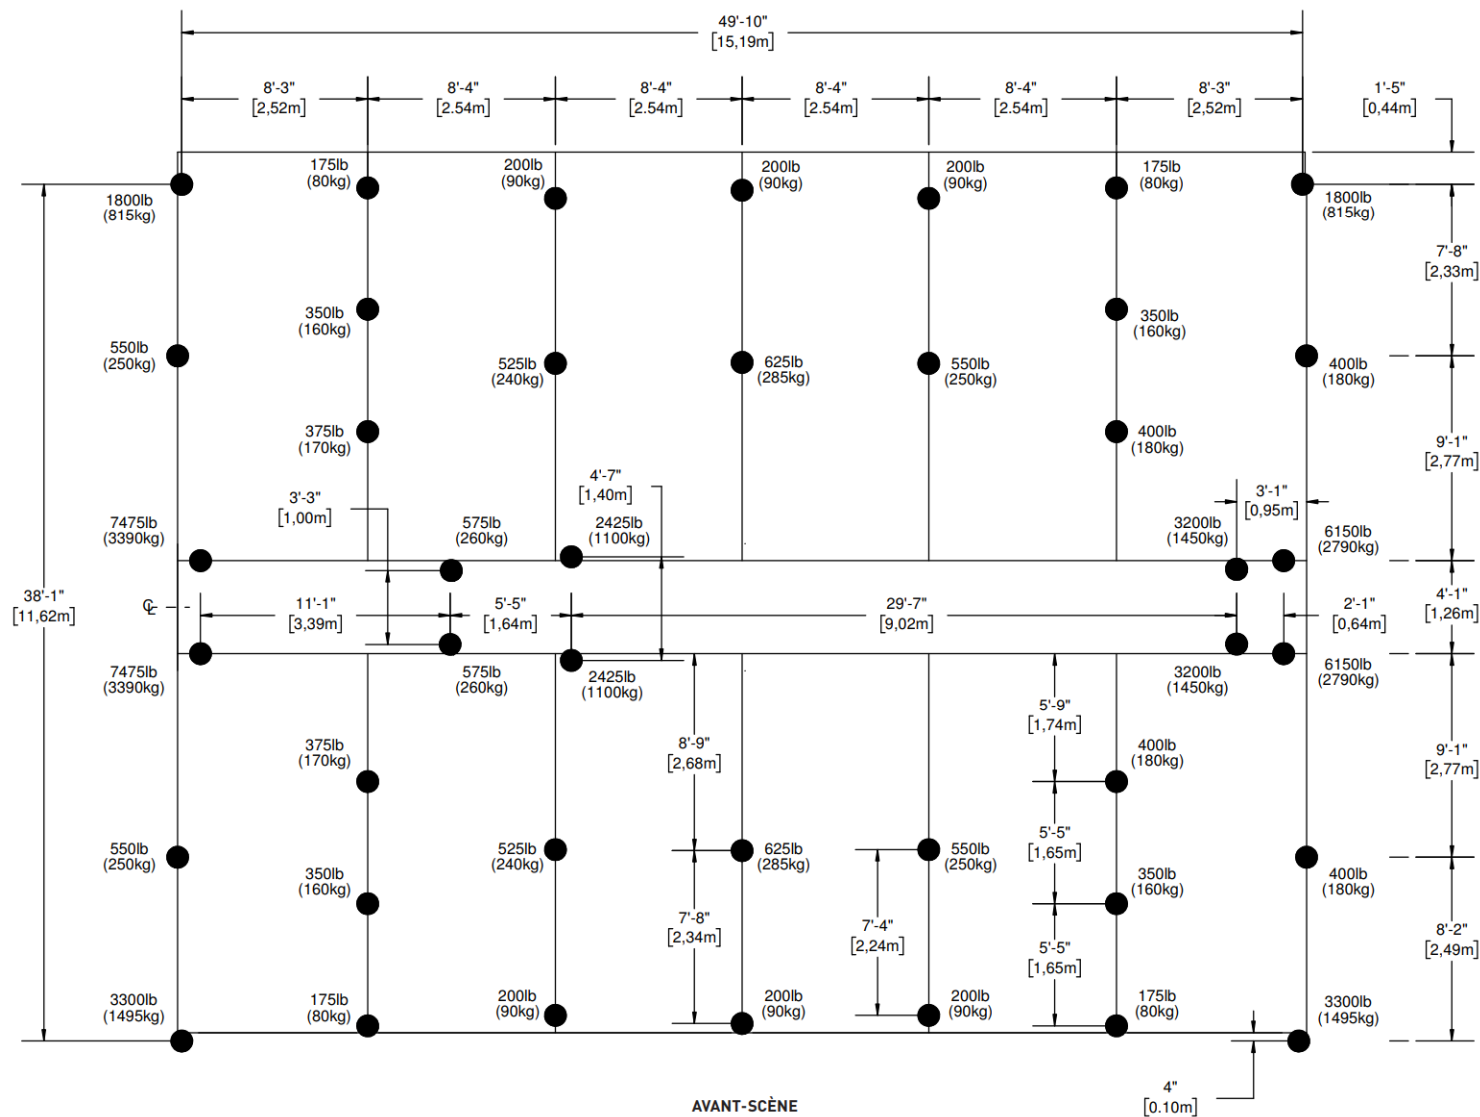 49'-10"
[15,19m]
8'-3"
[2,52m]
8'-4"
[2.54m]
8'-4"
[2.54m]
8'-4"
[2.54m]
8'-4"
[2.54m]
8'-3"
[2,52m]
1'-5"
[0,44m]
1800lb
(815kg)
175lb
(80kg)
200lb
(90kg)
200lb
(90kg)
200lb
(90kg)
175lb
(80kg)
1800lb
(815kg)
7'-8"
[2,33m]
350lb
(160kg)
350lb
(160kg)
550lb
(250kg)
525lb
(240kg)
625lb
(285kg)
550lb
(250kg)
400lb
(180kg)
375lb
(170kg)
400lb
(180kg)
9'-1"
[2,77m]
3'-3"
[1,00m]
4'-7"
[1,40m]
3'-1"
[0,95m]
7475lb
(3390kg)
575lb
(260kg)
2425lb
(1100kg)
3200lb
(1450kg)
6150lb
(2790kg)
38'-1"
[11,62m]
℄
11'-1"
[3,39m]
5'-5"
[1,64m]
29'-7"
[9,02m]
2'-1"
[0,64m]
4'-1"
[1,26m]
7475lb
(3390kg)
575lb
(260kg)
2425lb
(1100kg)
3200lb
(1450kg)
6150lb
(2790kg)
375lb
(170kg)
8'-9"
[2,68m]
5'-9"
[1,74m]
400lb
(180kg)
9'-1"
[2,77m]
550lb
(250kg)
525lb
(240kg)
625lb
(285kg)
550lb
(250kg)
5'-5"
[1,65m]
400lb
(180kg)
350lb
(160kg)
350lb
(160kg)
7'-8"
[2,34m]
7'-4"
[2,24m]
5'-5"
[1,65m]
8'-2"
[2,49m]
3300lb
(1495kg)
175lb
(80kg)
200lb
(90kg)
200lb
(90kg)
200lb
(90kg)
175lb
(80kg)
3300lb
(1495kg)
4"
[0.10m]
AVANT-SCÈNE